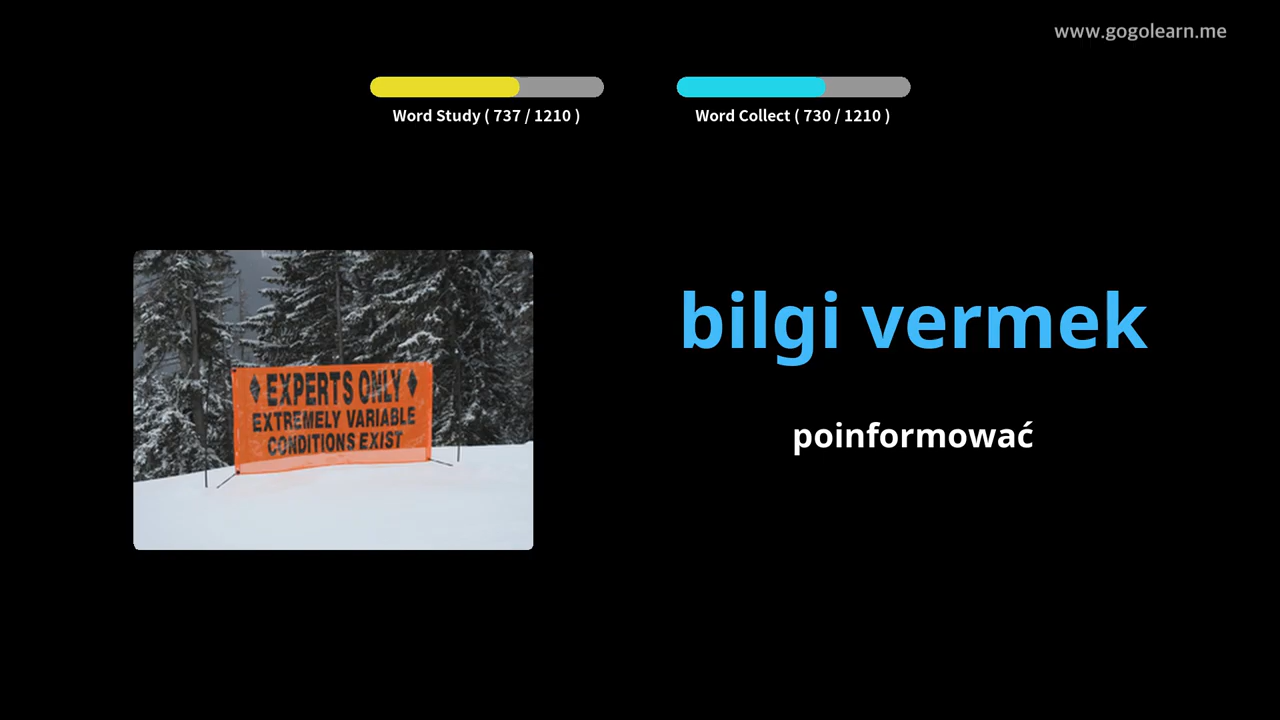 www.gogolearn.me
Word Study ( 737 / 1210 )
Word Collect ( 730 / 1210 )
EXPERTS ONLY
EXTREMELY VARIABLE
CONDITIONS EXIST
bilgi vermek
poinformować